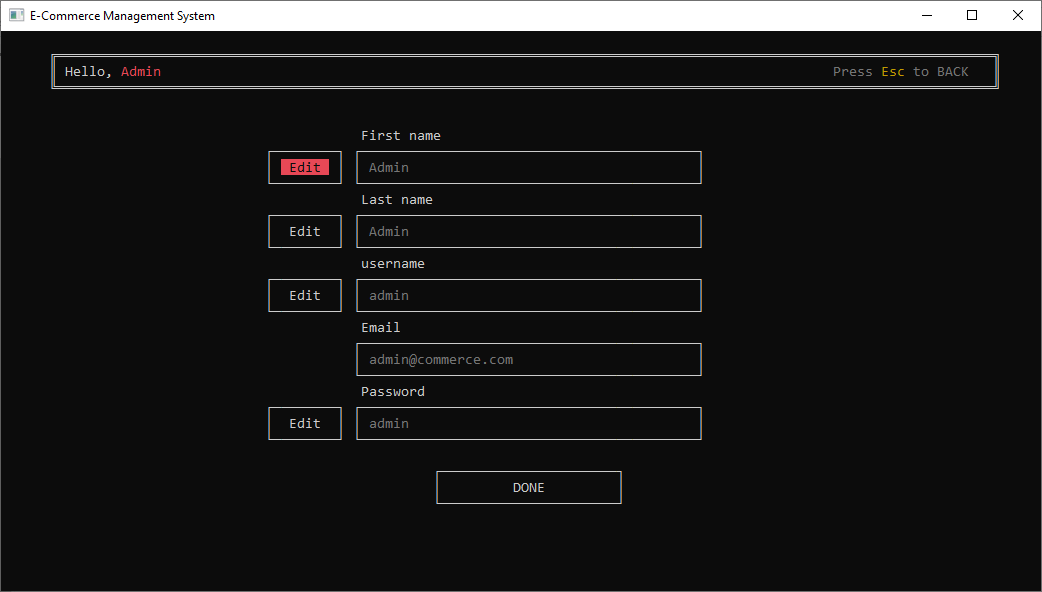 E-Commerce Management System
Hello, Admin Press Esc to BACK
First name
Edit Admin
Last name
Edit Admin
username
Edit admin
Email
admin@commerce.com
Password
Edit admin
DONE